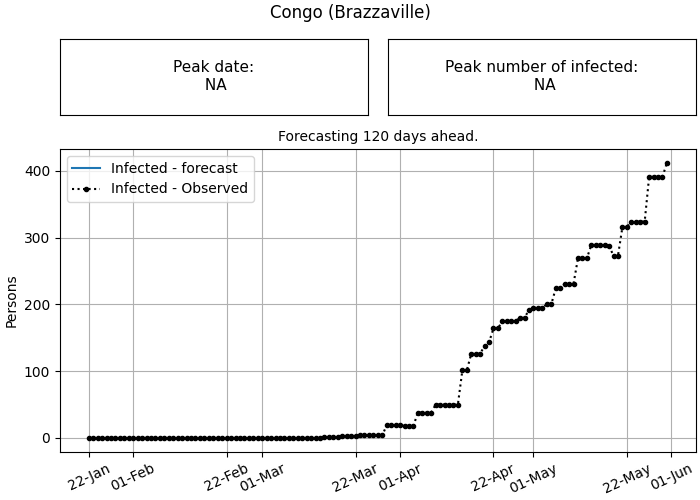 Congo (Brazzaville)
Peak date:
NA
Peak number of infected:
NA
Forecasting 120 days ahead.
Infected - forecast
Infected - Observed
Persons
400
300
200
100
0
22-Jan
01-Feb
22-Feb
01-Mar
22-Mar
01-Apr
22-Apr
01-May
22-May
01-Jun